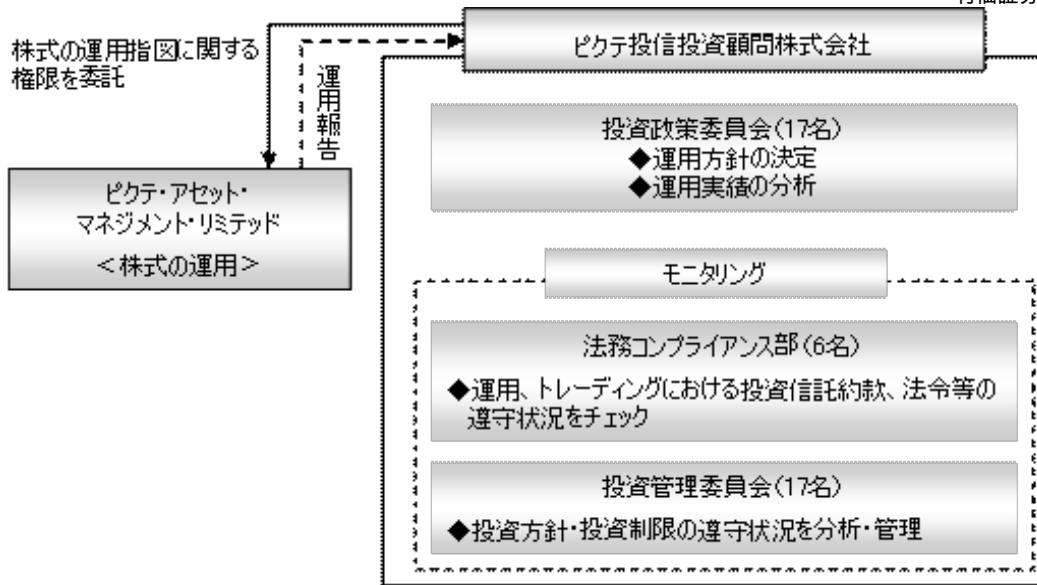 株式の運用指図に関する
権限を委託
運用報告
ピクテ投信投資顧問株式会社
投資政策委員会(17名)
◆運用方針の決定
◆運用実績の分析
ピクテ・アセット・
マネジメント・リミテッド
<株式の運用>
モニタリング
法務コンプライアンス部(6名)
◆運用、トレーディングにおける投資信託約款、法令等の
遵守状況をチェック
投資管理委員会(17名)
◆投資方針・投資制限の遵守状況を分析・管理